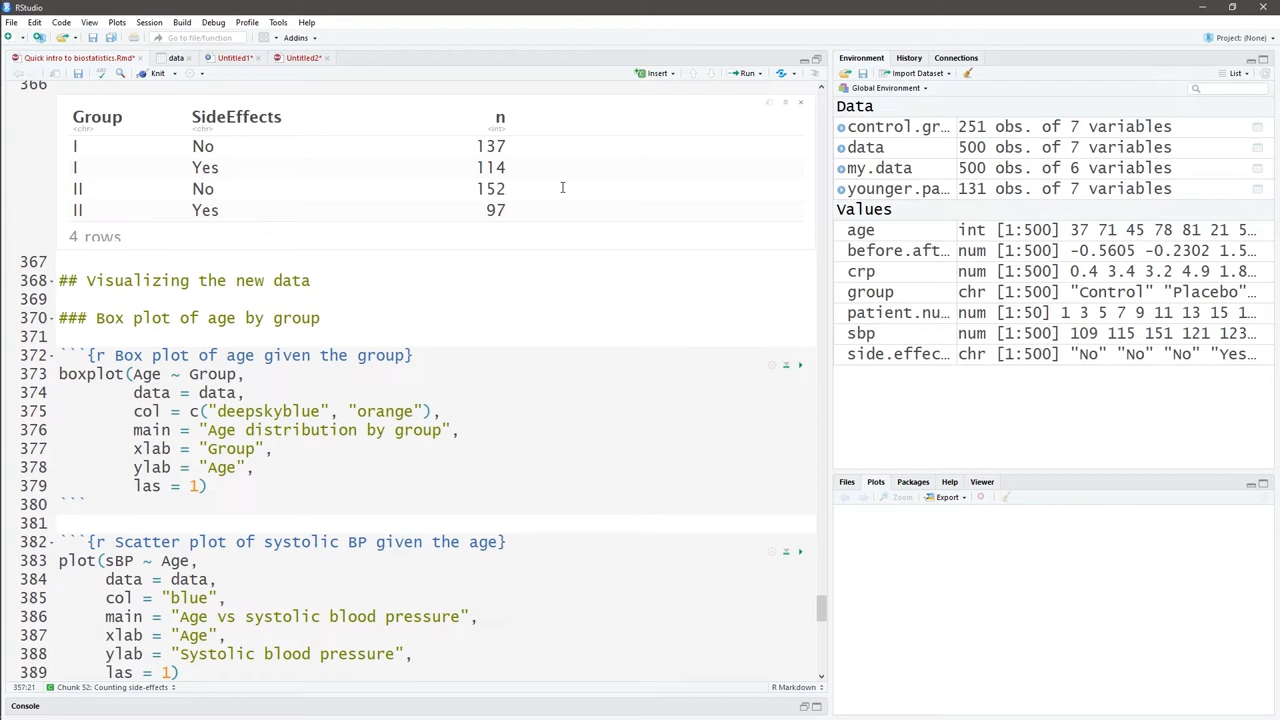 RStudio
File Edit Code View Plots Session Build Debug Profile Tools Help
Go to file/function Addins Project: (None)
Quick intro to biostatistics.Rmd* data Untitled1* Untitled2*
Knit Insert Run
366
Group SideEffects n
<chr> <chr> <int>
I No 137
I Yes 114
II No 152
II Yes 97
4 rows
367
368 ## Visualizing the new data
369
370 ### Box plot of age by group
371
372 ```{r Box plot of age given the group}
373 boxplot(Age ~ Group,
374 data = data,
375 col = c("deepskyblue", "orange"),
376 main = "Age distribution by group",
377 xlab = "Group",
378 ylab = "Age",
379 las = 1)
380 ```
381
382 ```{r Scatter plot of systolic BP given the age}
383 plot(sBP ~ Age,
384 data = data,
385 col = "blue",
386 main = "Age vs systolic blood pressure",
387 xlab = "Age",
388 ylab = "Systolic blood pressure",
389 las = 1)
357:21 Chunk 52: Counting side-effects R Markdown
Console
Environment History Connections
Import Dataset List
Global Environment
Data
control.gr… 251 obs. of 7 variables
data 500 obs. of 7 variables
my.data 500 obs. of 6 variables
younger.pa… 131 obs. of 7 variables
Values
age int [1:500] 37 71 45 78 81 21 5…
before.aft… num [1:500] -0.5605 -0.2302 1.5…
crp num [1:500] 0.4 3.4 3.2 4.9 1.8…
group chr [1:500] "Control" "Placebo"…
patient.nu… num [1:50] 1 3 5 7 9 11 13 15 1…
sbp num [1:500] 109 115 151 121 123…
side.effec… chr [1:500] "No" "No" "No" "Yes…
Files Plots Packages Help Viewer
Zoom Export